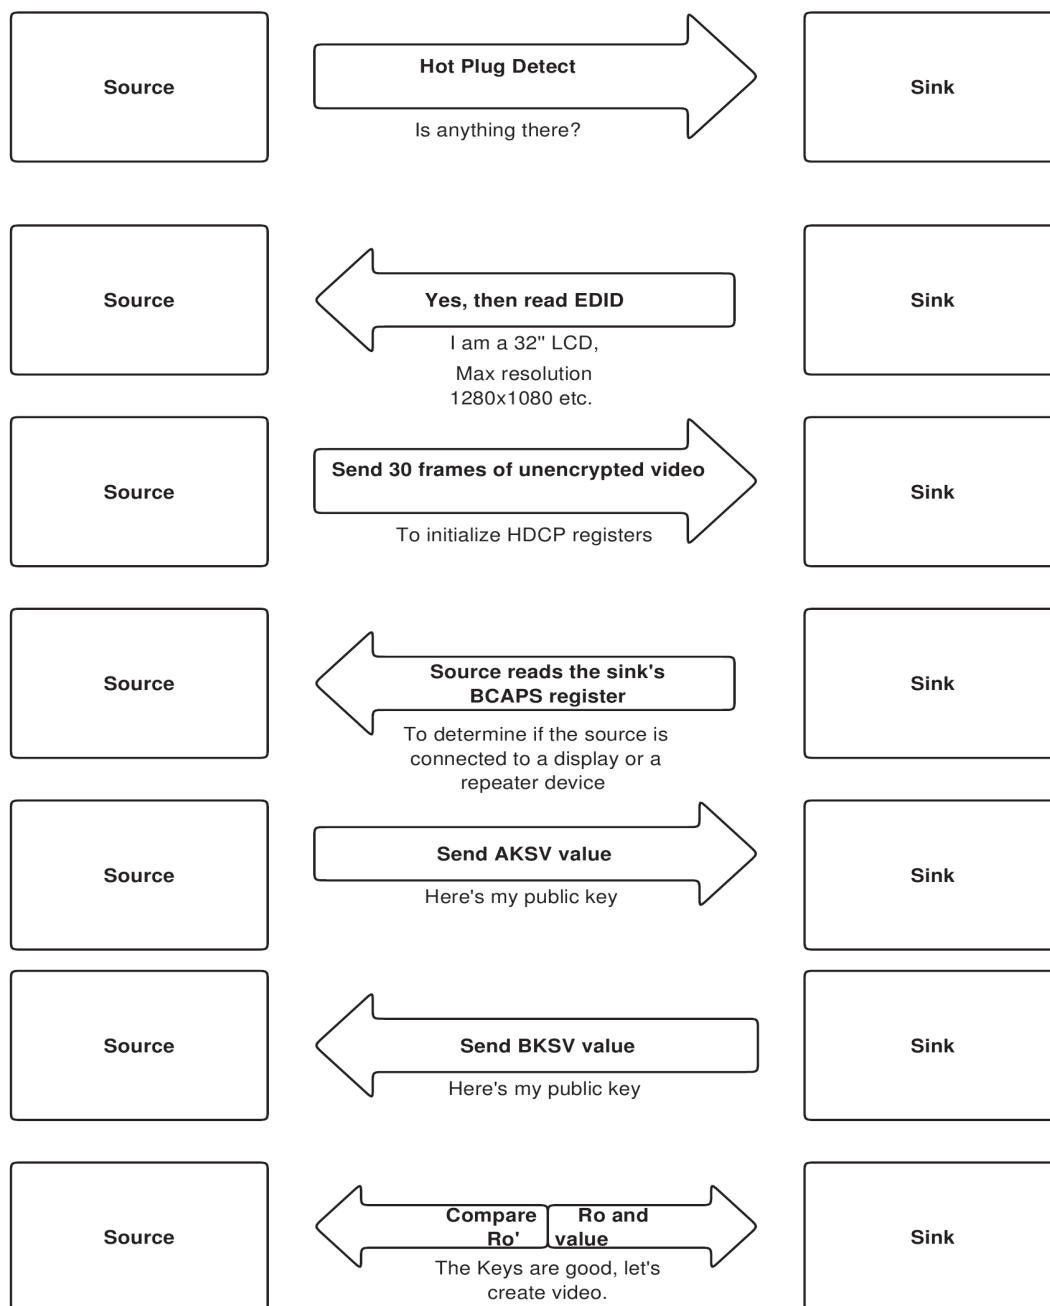 Source
Hot Plug Detect
Is anything there?
Sink
Source
Yes, then read EDID
I am a 32" LCD,
Max resolution
1280x1080 etc.
Sink
Source
Send 30 frames of unencrypted video
To initialize HDCP registers
Sink
Source
Source reads the sink's
BCAPS register
To determine if the source is
connected to a display or a
repeater device
Sink
Source
Send AKSV value
Here's my public key
Sink
Source
Send BKSV value
Here's my public key
Sink
Source
Compare Ro and
Ro' value
The Keys are good, let's
create video.
Sink